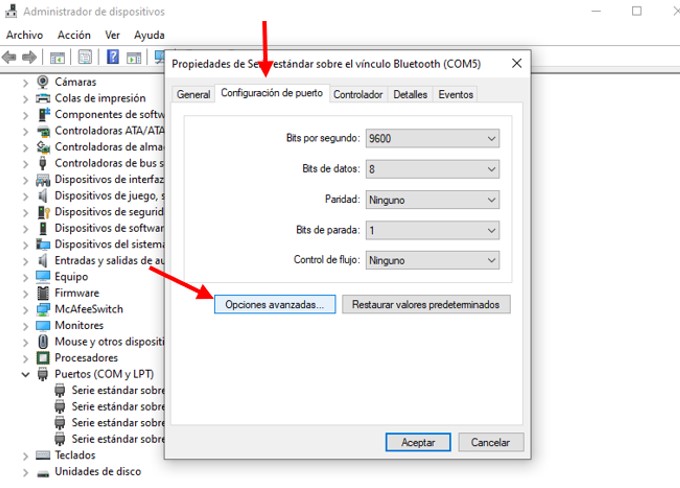 Administrador de dispositivos
Archivo Acción Ver Ayuda
Cámaras
Colas de impresión
Componentes de softw
Controladoras ATA/ATA
Controladoras de alma
Controladoras de bus s
Dispositivos de interfaz
Dispositivos de juego, s
Dispositivos de segurid
Dispositivos de software
Dispositivos del sistema
Entradas y salidas de au
Equipo
Firmware
McAfeeSwitch
Monitores
Mouse y otros dispositi
Procesadores
Puertos (COM y LPT)
Serie estándar sobre
Serie estándar sobre
Serie estándar sobre
Serie estándar sobre
Teclados
Unidades de disco
Propiedades de Se estándar sobre el vínculo Bluetooth (COM5)
General Configuración de puerto Controlador Detalles Eventos
Bits por segundo: 9600
Bits de datos: 8
Paridad: Ninguno
Bits de parada: 1
Control de flujo: Ninguno
Opciones avanzadas... Restaurar valores predeterminados
Aceptar Cancelar